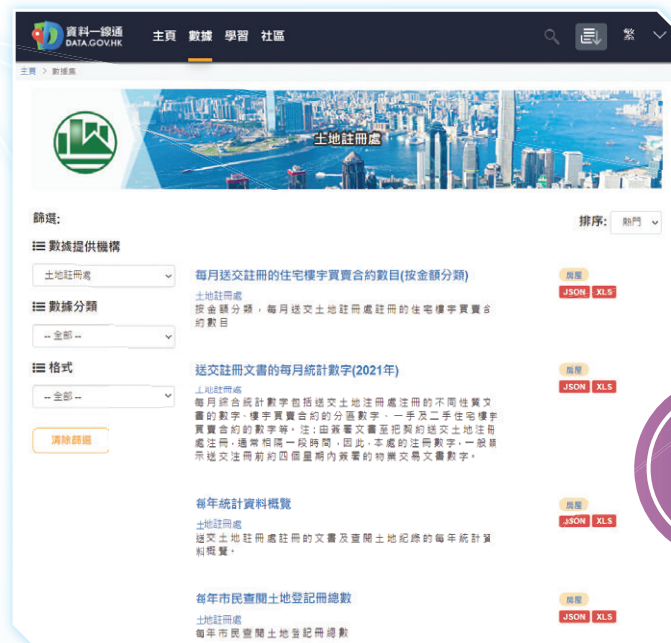 資料一線通
DATA.GOV.HK
主頁 數據 學習 社區
繁
主頁 > 數據集
土地註冊處
篩選:
排序: 熱門
數據提供機構
土地註冊處
數據分類
-- 全部 --
格式
-- 全部 --
清除篩選
每月送交註冊的住宅樓宇買賣合約數目(按金額分類)
房屋
土地註冊處
JSON XLS
按金額分類，每月送交土地註冊處註冊的住宅樓宇買賣合
約數目
送交註冊文書的每月統計數字(2021年)
房屋
土地註冊處
JSON XLS
每月綜合統計數字包括送交土地注冊處注冊的不同性質文
書的數字、樓宇買賣合約的分區數字、一手及二手住宅樓宇
買賣合約的數字等。注:由簽署文書至把契約送交土地注冊
處注冊，通常相隔一段時間，因此，本處的注冊數字，一般顯
示送交注冊前約四個星期內簽署的物業交易文書數字。
每年統計資料概覽
房屋
土地註冊處
JSON XLS
送交土地註冊處註冊的文書及查閱土地紀錄的每年統計資
料概覽。
每年市民查閱土地登記冊總數
房屋
土地註冊處
JSON XLS
每年市民查閱土地登記冊總數